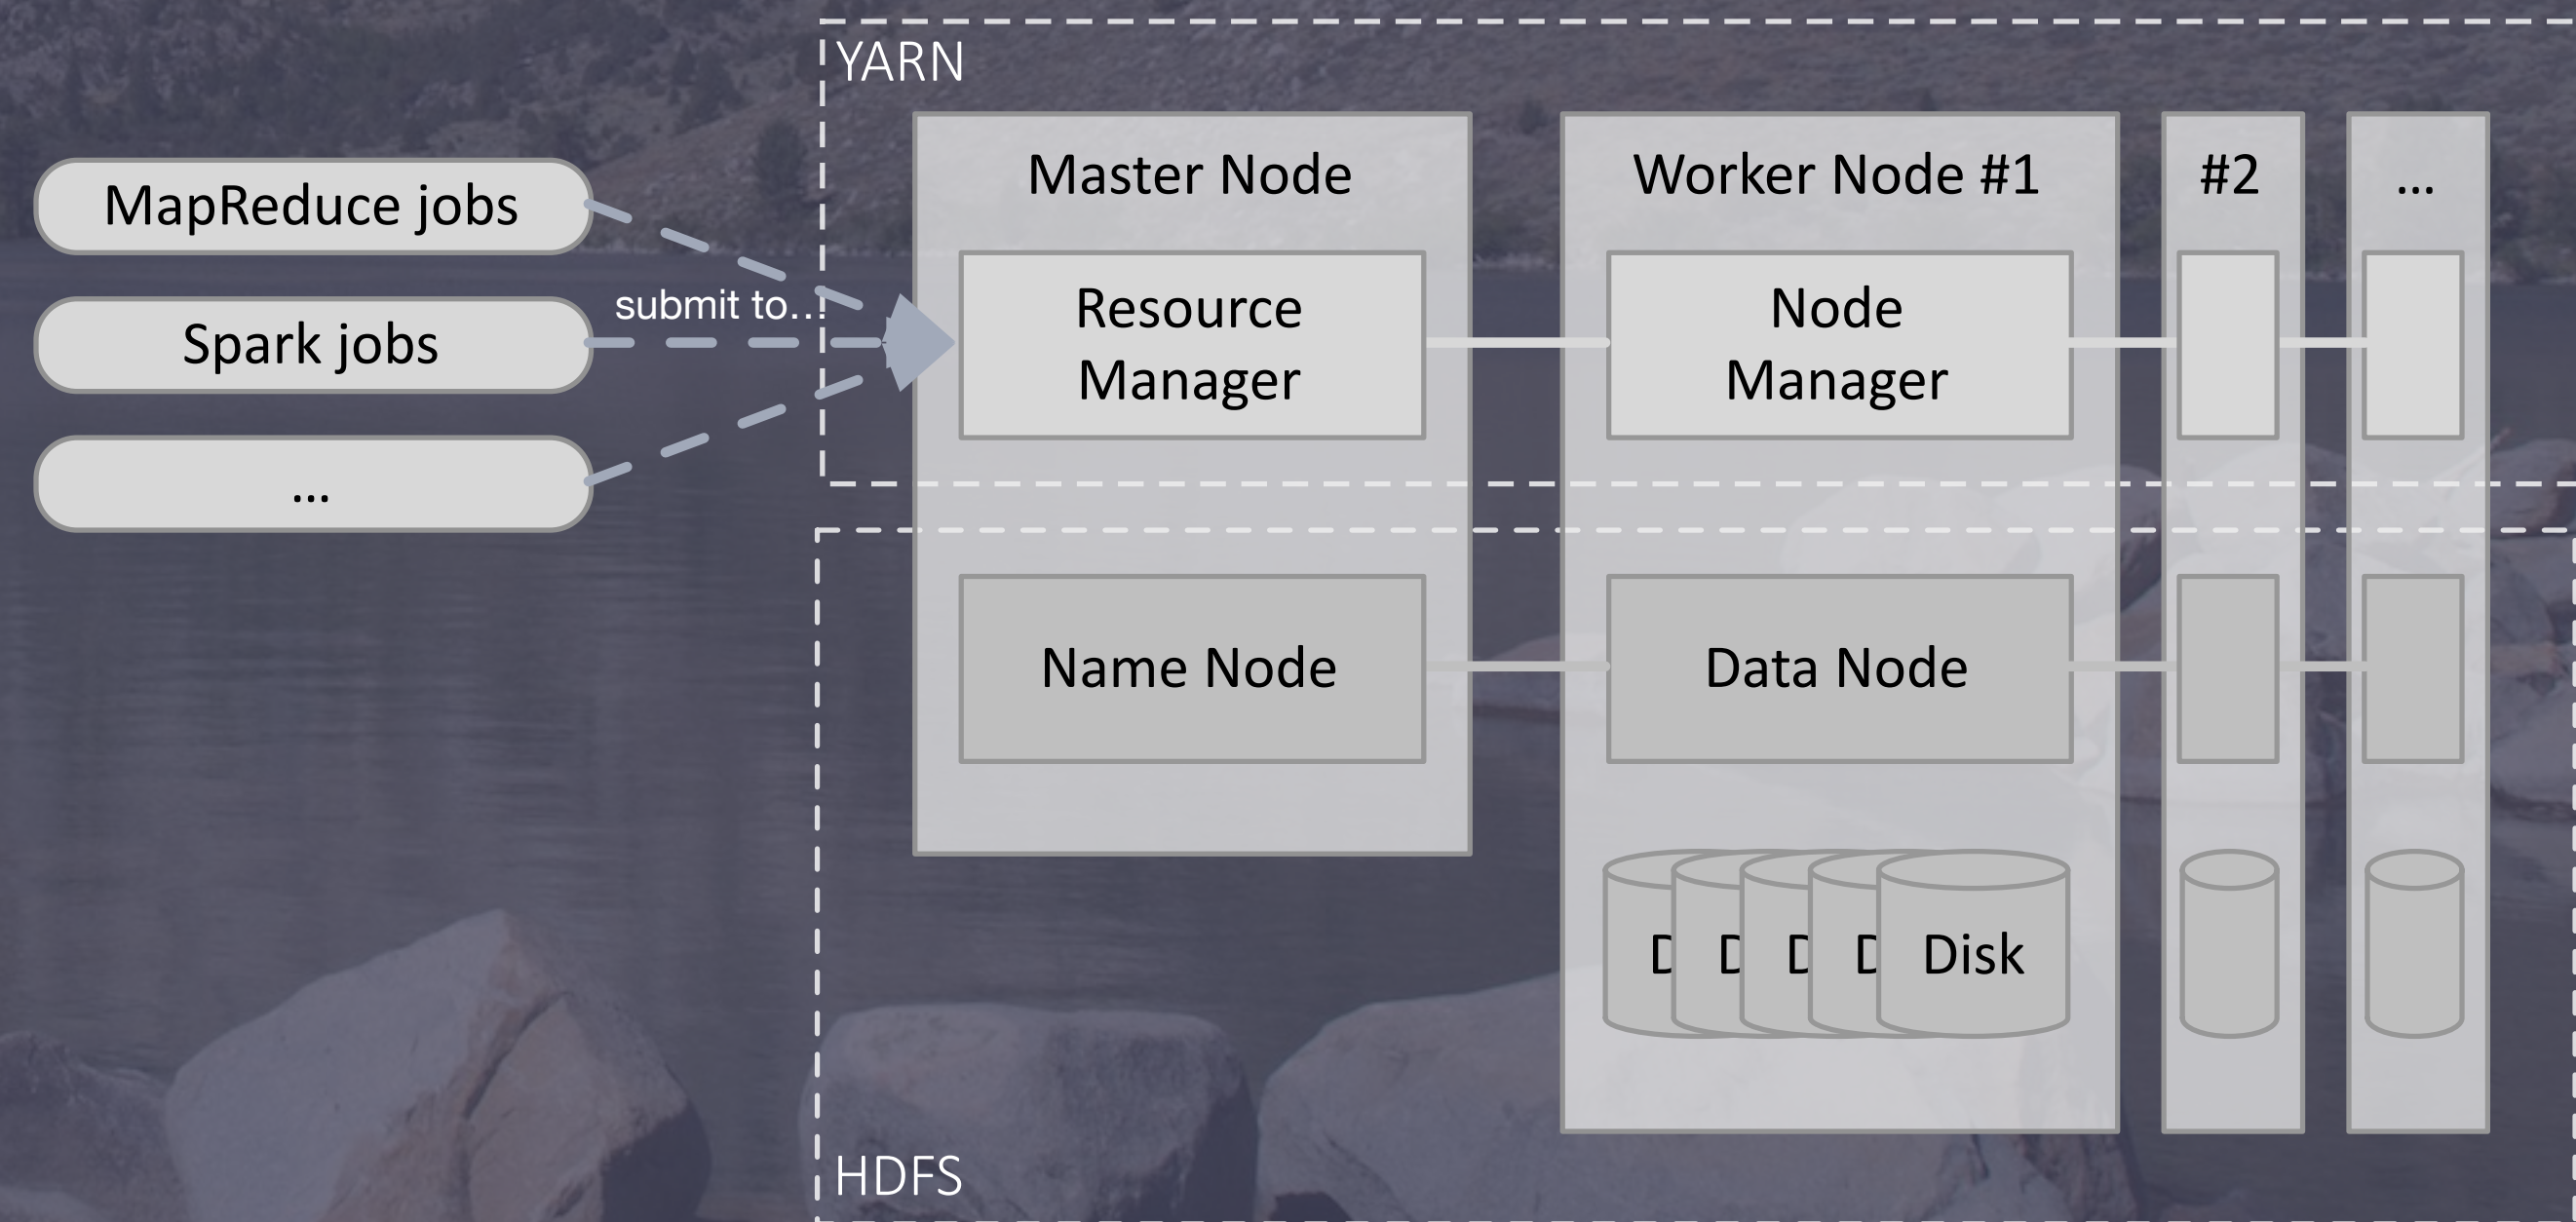 YARN
Master Node
Worker Node #1
#2
...
MapReduce jobs
Spark jobs
...
submit to...
Resource
Manager
Node
Manager
Name Node
Data Node
D
D
D
D
Disk
HDFS